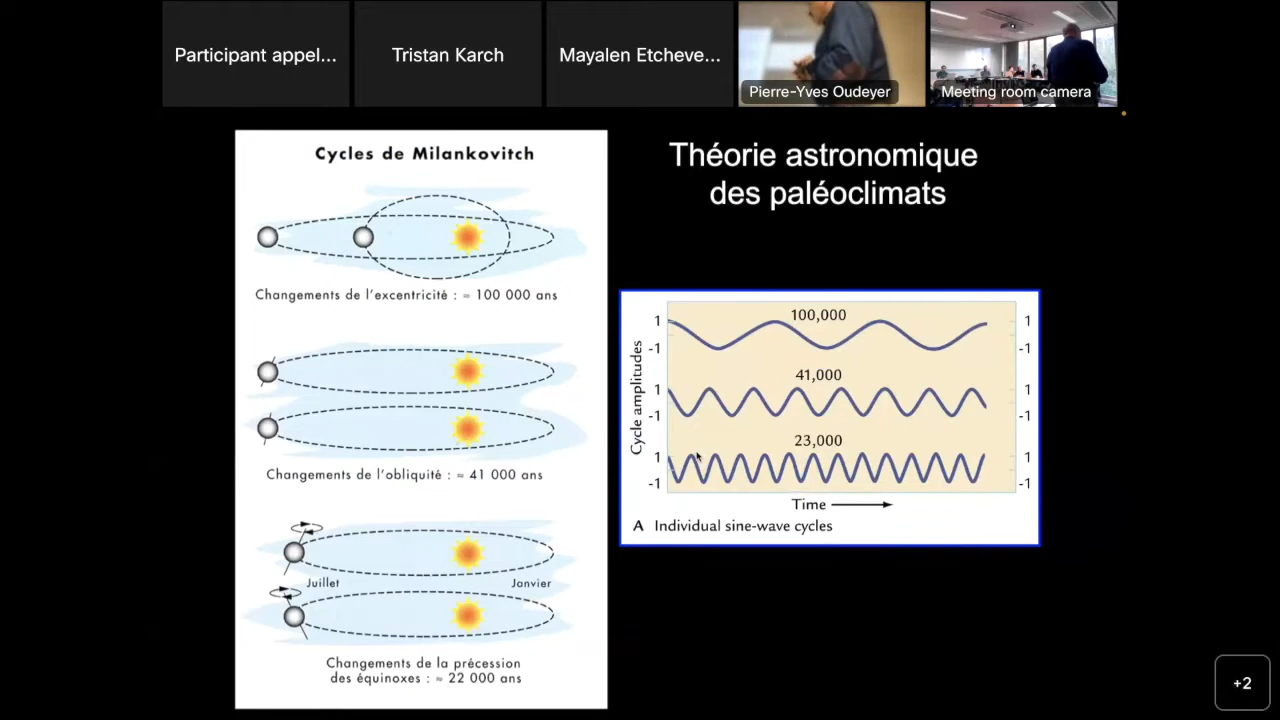 Participant appel...
Tristan Karch
Mayalen Etcheve...
Pierre-Yves Oudeyer
Meeting room camera
Cycles de Milankovitch
Changements de l'excentricité : ≈ 100 000 ans
Changements de l'obliquité : ≈ 41 000 ans
Juillet
Janvier
Changements de la précession
des équinoxes : ≈ 22 000 ans
Théorie astronomique
des paléoclimats
Cycle amplitudes
100,000
1
-1
1
-1
41,000
1
-1
1
-1
23,000
1
-1
1
-1
Time
A Individual sine-wave cycles
+2